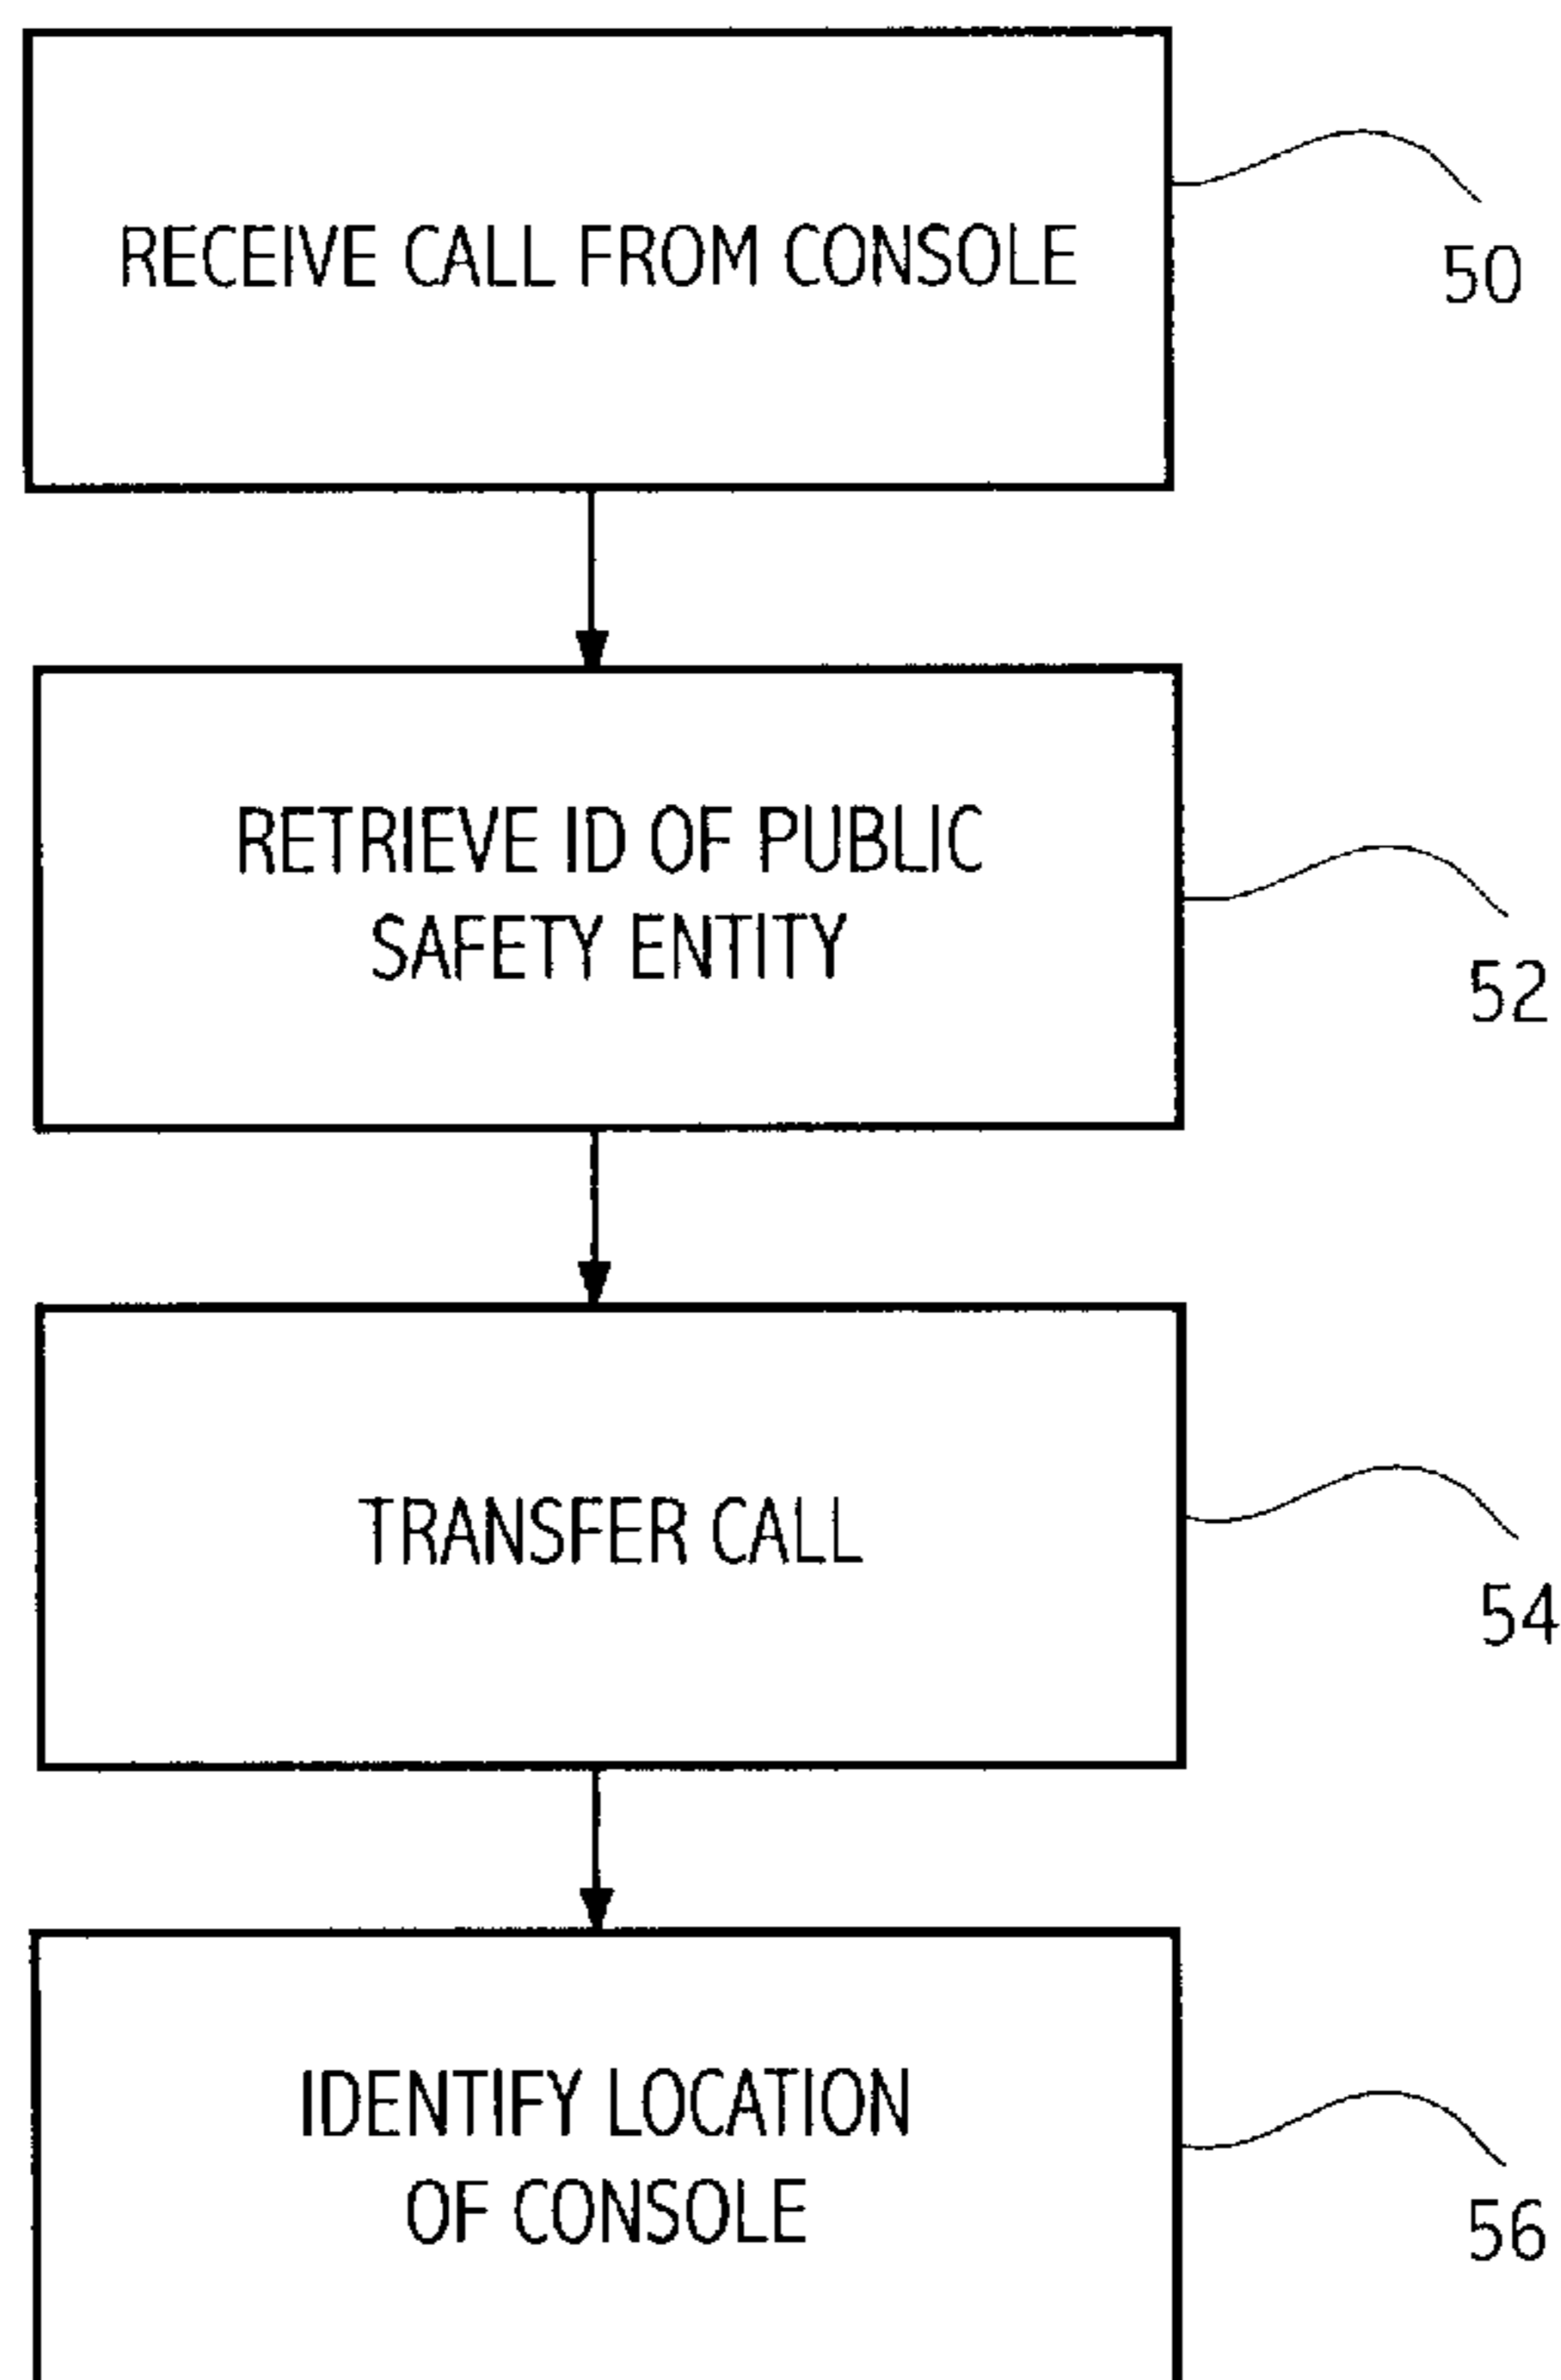 RECEIVE CALL FROM CONSOLE
50
RETRIEVE ID OF PUBLIC
SAFETY ENTITY
52
TRANSFER CALL
54
IDENTIFY LOCATION
OF CONSOLE
56